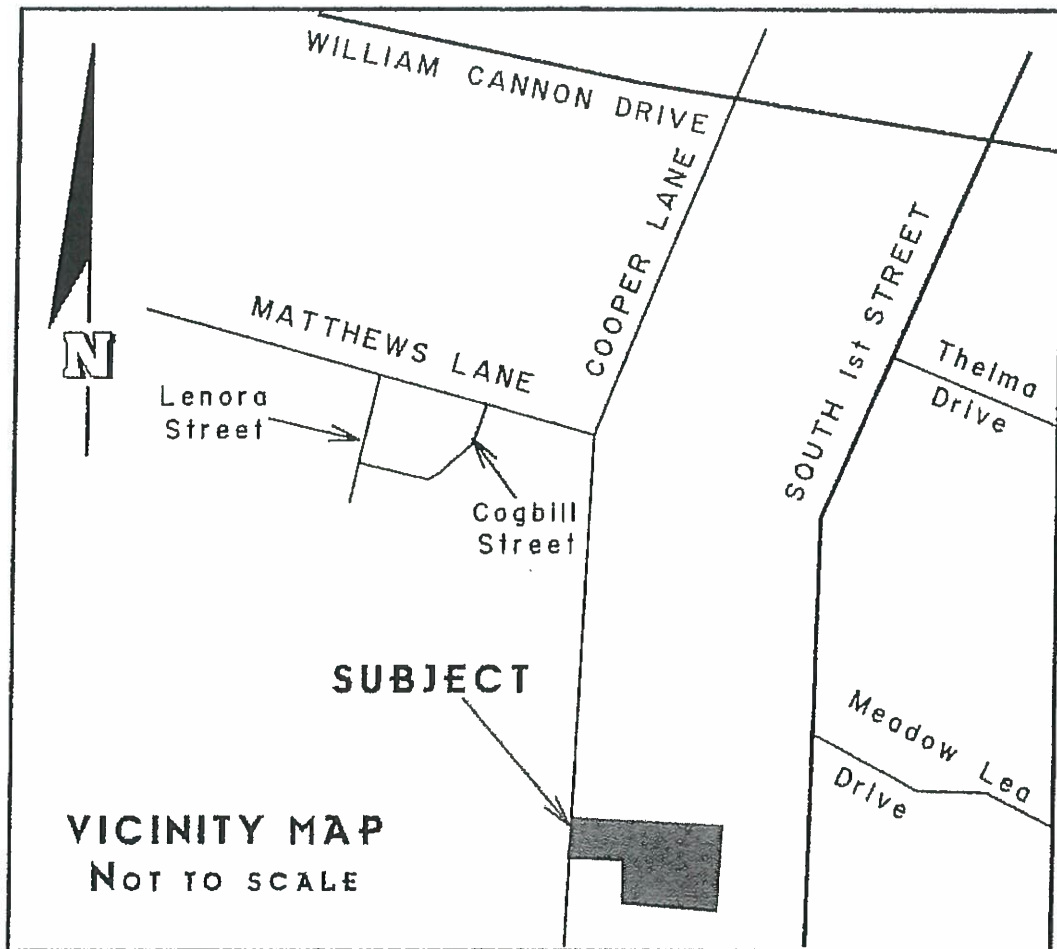 WILLIAM CANNON DRIVE
COOPER LANE
SOUTH 1st STREET
N
MATTHEWS LANE
Thelma
Drive
Lenora
Street
Cogbill
Street
SUBJECT
Meadow Lea
Drive
VICINITY MAP
NOT TO SCALE